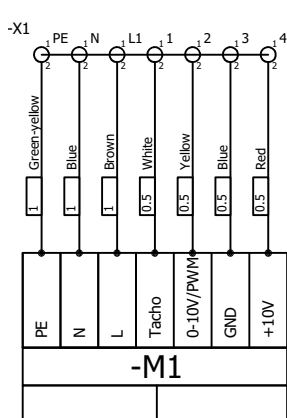 -X1
PE N L1 1 2 3 4
1 1 1 1 1 1 1
2 2 2 2 2 2 2
Green-yellow
Blue
Brown
White
Yellow
Blue
Red
1
1
1
0.5
0.5
0.5
0.5
PE
N
L
Tacho
0-10V/PWM
GND
+10V
-M1